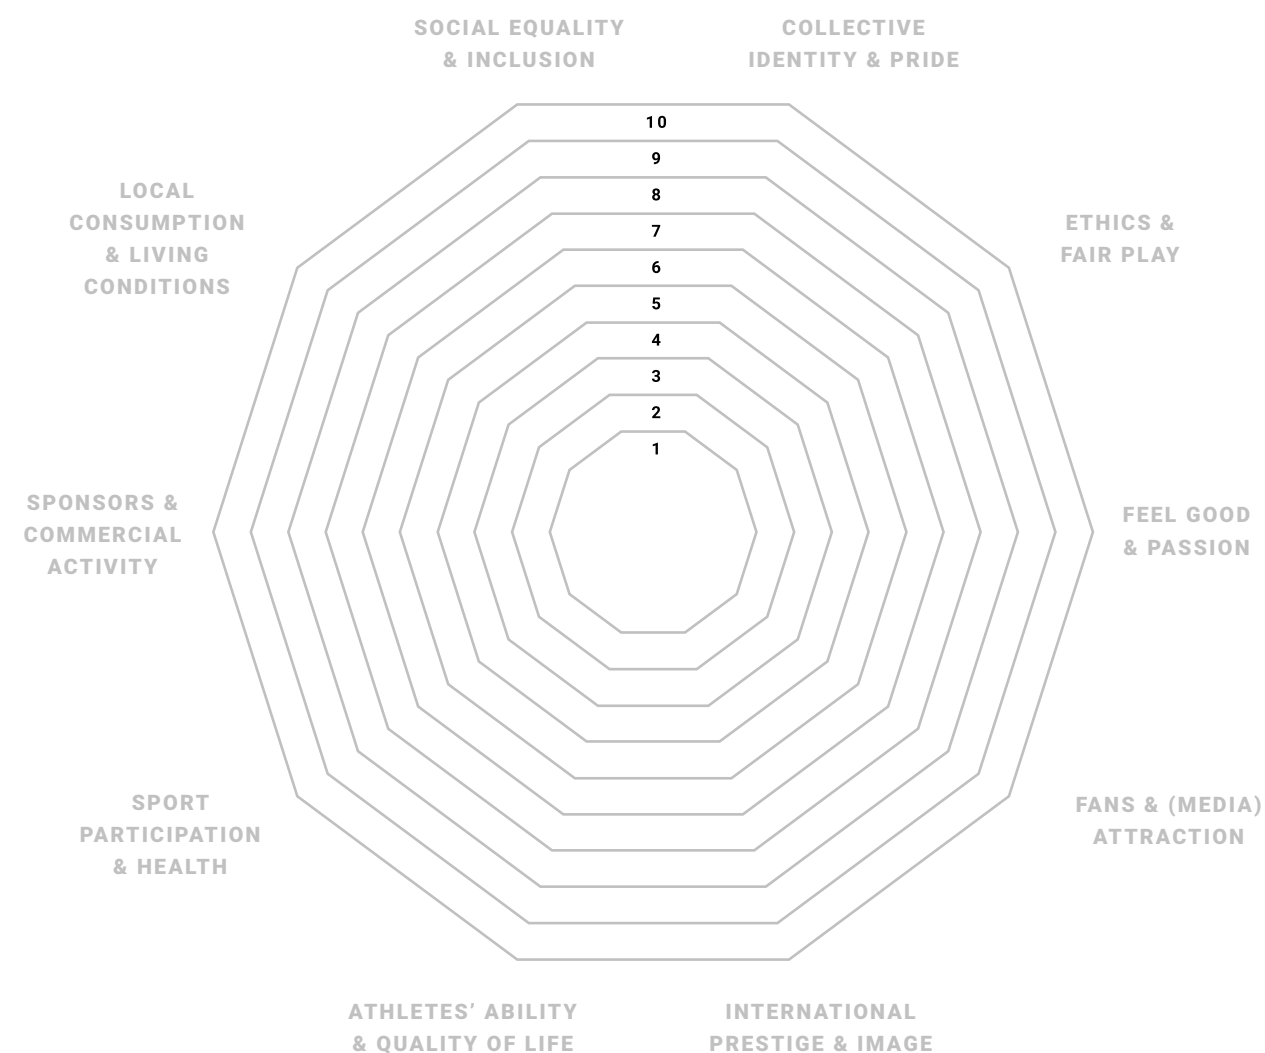 SOCIAL EQUALITY
& INCLUSION
COLLECTIVE
IDENTITY & PRIDE
10
9
8
7
6
5
4
3
2
1
LOCAL
CONSUMPTION
& LIVING
CONDITIONS
ETHICS &
FAIR PLAY
SPONSORS &
COMMERCIAL
ACTIVITY
FEEL GOOD
& PASSION
SPORT
PARTICIPATION
& HEALTH
FANS & (MEDIA)
ATTRACTION
ATHLETES’ ABILITY
& QUALITY OF LIFE
INTERNATIONAL
PRESTIGE & IMAGE